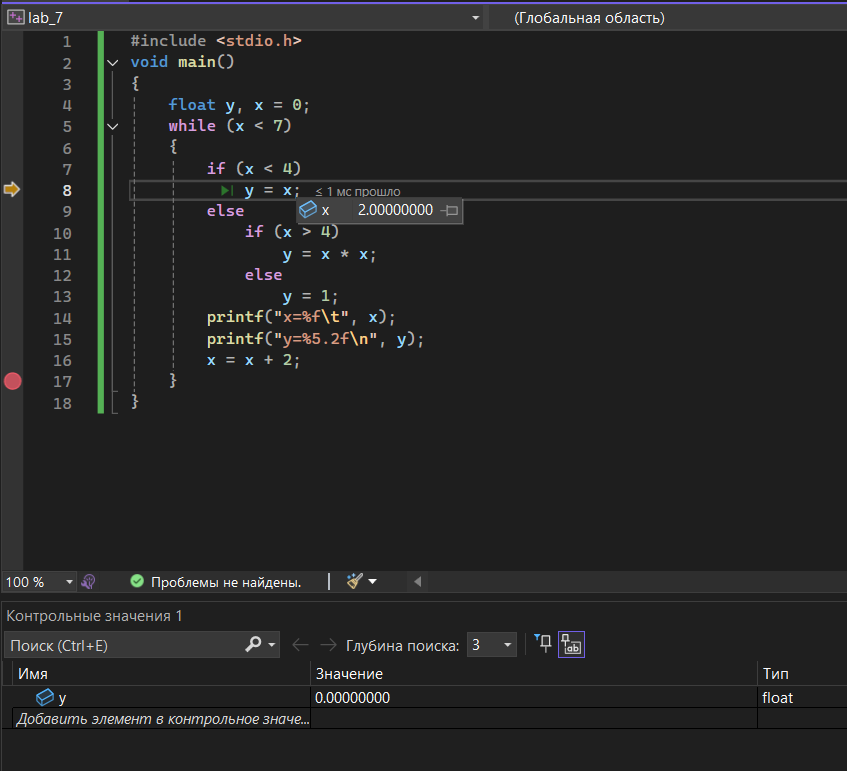 lab_7 (Глобальная область)
1 #include <stdio.h>
2 void main()
3 {
4 float y, x = 0;
5 while (x < 7)
6 {
7 if (x < 4)
8 y = x; ≤ 1 мс прошло
x 2.00000000
9 else
10 if (x > 4)
11 y = x * x;
12 else
13 y = 1;
14 printf("x=%f\t", x);
15 printf("y=%5.2f\n", y);
16 x = x + 2;
17 }
18 }
100 % Проблемы не найдены.
Контрольные значения 1
Поиск (Ctrl+E) Глубина поиска: 3
Имя Значение Тип
y 0.00000000 float
Добавить элемент в контрольное значе...